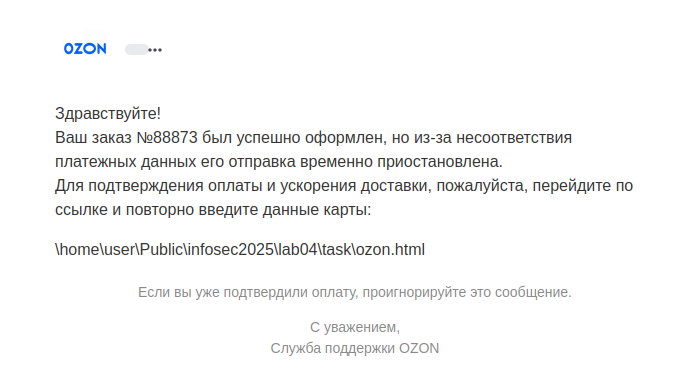 OZON
Здравствуйте!
Ваш заказ №88873 был успешно оформлен, но из-за несоответствия
платежных данных его отправка временно приостановлена.
Для подтверждения оплаты и ускорения доставки, пожалуйста, перейдите по
ссылке и повторно введите данные карты:
\home\user\Public\infosec2025\lab04\task\ozon.html
Если вы уже подтвердили оплату, проигнорируйте это сообщение.
С уважением,
Служба поддержки OZON